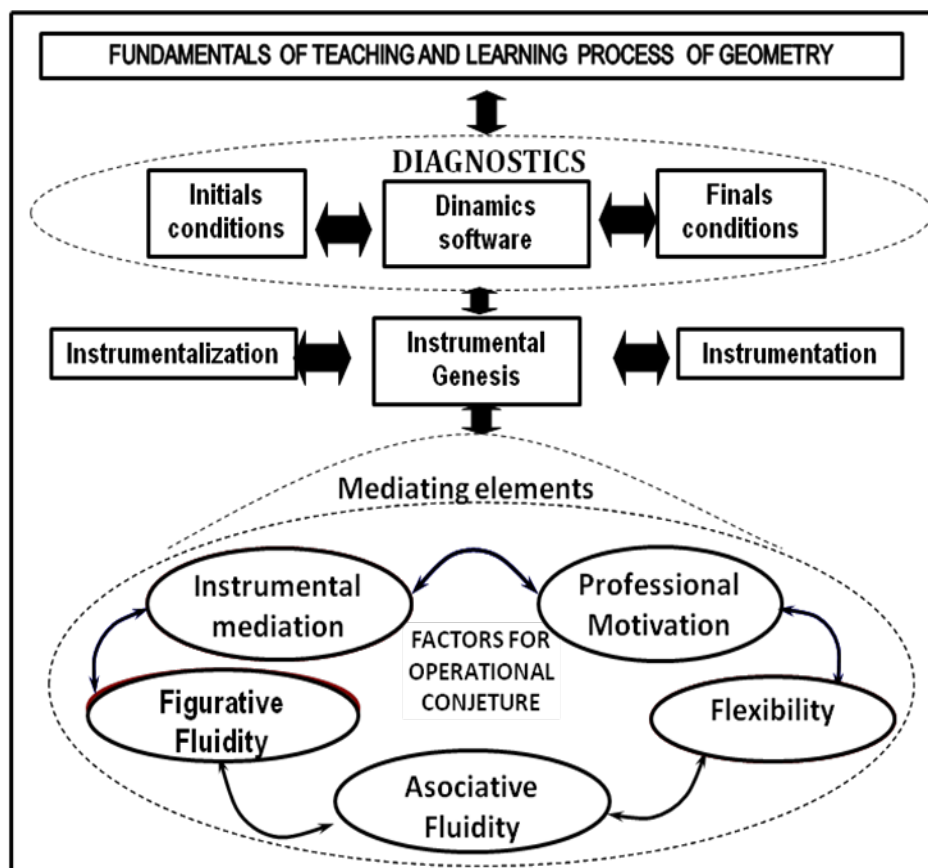 FUNDAMENTALS OF TEACHING AND LEARNING PROCESS OF GEOMETRY
DIAGNOSTICS
Initials
conditions
Dinamics
software
Finals
conditions
Instrumentalization
Instrumental
Genesis
Instrumentation
Mediating elements
Instrumental
mediation
Professional
Motivation
FACTORS FOR
OPERATIONAL
CONJETURE
Figurative
Fluidity
Flexibility
Asociative
Fluidity